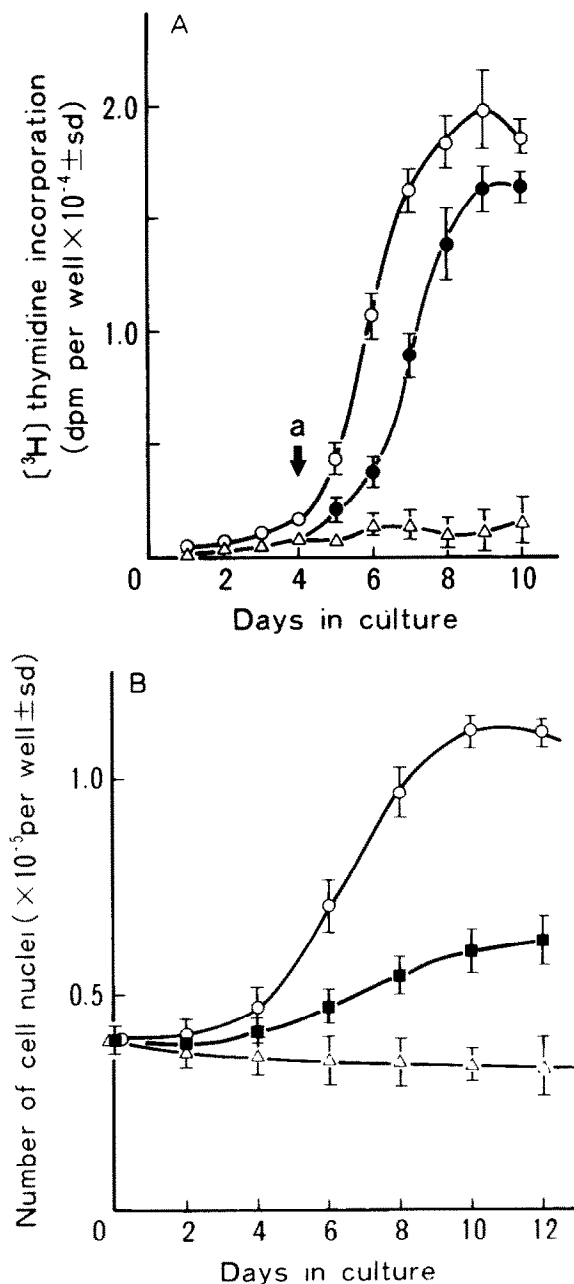 A
[³H] thymidine incorporation
(dpm per well × 10⁻⁴ ± sd)
2.0
1.0
a
0 2 4 6 8 10
Days in culture
B
Number of cell nuclei ( × 10⁻⁵ per well ± sd)
1.0
0.5
0 2 4 6 8 10 12
Days in culture